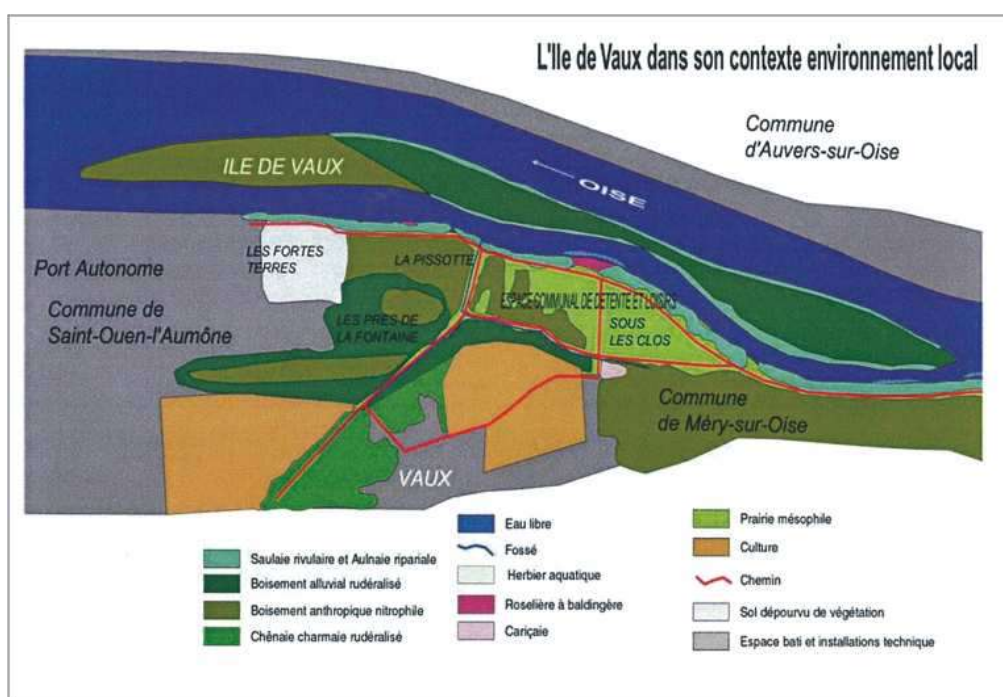 L'Ile de Vaux dans son contexte environnement local
Commune
d'Auvers-sur-Oise
ILE DE VAUX
OISE
LES FORTES
TERRES
LA PISSOTTE
Port Autonome
Commune de
Saint-Ouen-l'Aumône
ESPACE COMMUNAL DE DETENTE ET LOISIRS
LES PRES DE
LA FONTAINE
SOUS
LES CLOS
Commune
de Méry-sur-Oise
VAUX
Saulaie rivulaire et Aulnaie ripariale
Boisement alluvial rudéralisé
Boisement anthropique nitrophile
Chênaie charmaie rudéralisé
Eau libre
Fossé
Herbier aquatique
Roselière à baldingère
Cariçaie
Prairie mésophile
Culture
Chemin
Sol dépourvu de végétation
Espace bati et installations technique